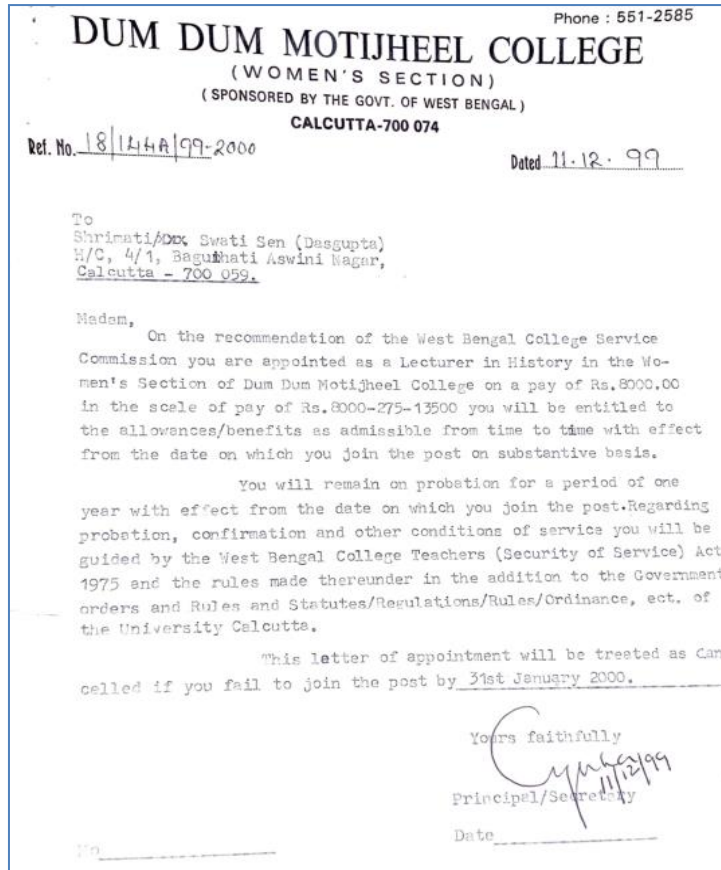 Phone : 551-2585
DUM DUM MOTIJHEEL COLLEGE
(WOMEN'S SECTION)
( SPONSORED BY THE GOVT. OF WEST BENGAL )
CALCUTTA-700 074
Ref. No. 18/144A/99-2000
Dated 11.12.99
To
Shrimati/ Swati Sen (Dasgupta)
H/C, 4/1, Baguihati Aswini Nagar,
Calcutta - 700 059.
Madam,
On the recommendation of the West Bengal College Service
Commission you are appointed as a Lecturer in History in the Wo-
men's Section of Dum Dum Motijheel College on a pay of Rs.8000.00
in the scale of pay of Rs.8000-275-13500 you will be entitled to
the allowances/benefits as admissible from time to time with effect
from the date on which you join the post on substantive basis.
You will remain on probation for a period of one
year with effect from the date on which you join the post.Regarding
probation, confirmation and other conditions of service you will be
guided by the West Bengal College Teachers (Security of Service) Act
1975 and the rules made thereunder in the addition to the Government
orders and Rules and Statutes/Regulations/Rules/Ordinance, ect. of
the University Calcutta.
This letter of appointment will be treated as Can
celled if you fail to join the post by 31st January 2000.
Yours faithfully
11/12/99
Principal/Secretary
Date
No